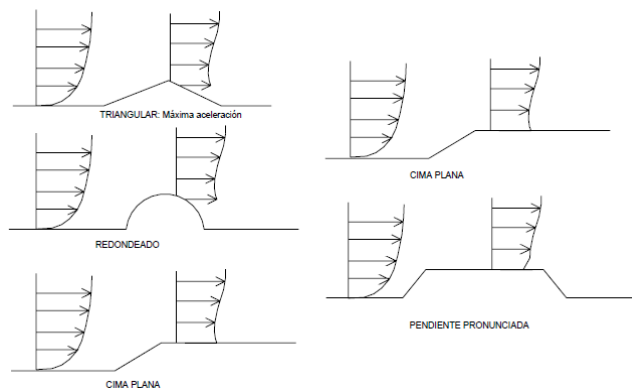 TRIANGULAR: Máxima aceleración
REDONDEADO
CIMA PLANA
CIMA PLANA
PENDIENTE PRONUNCIADA